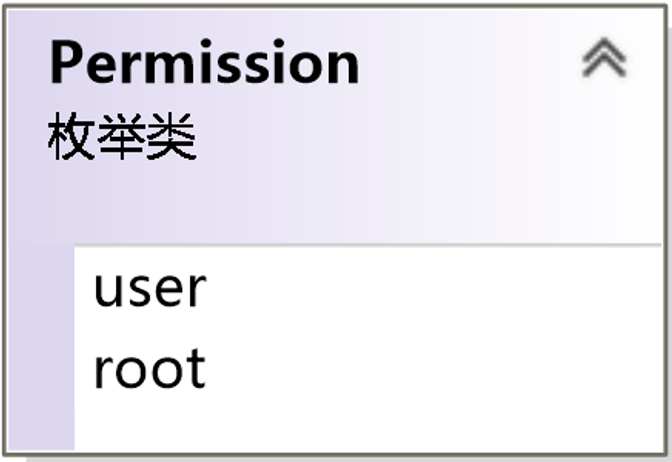 Permission
枚举类
user
root